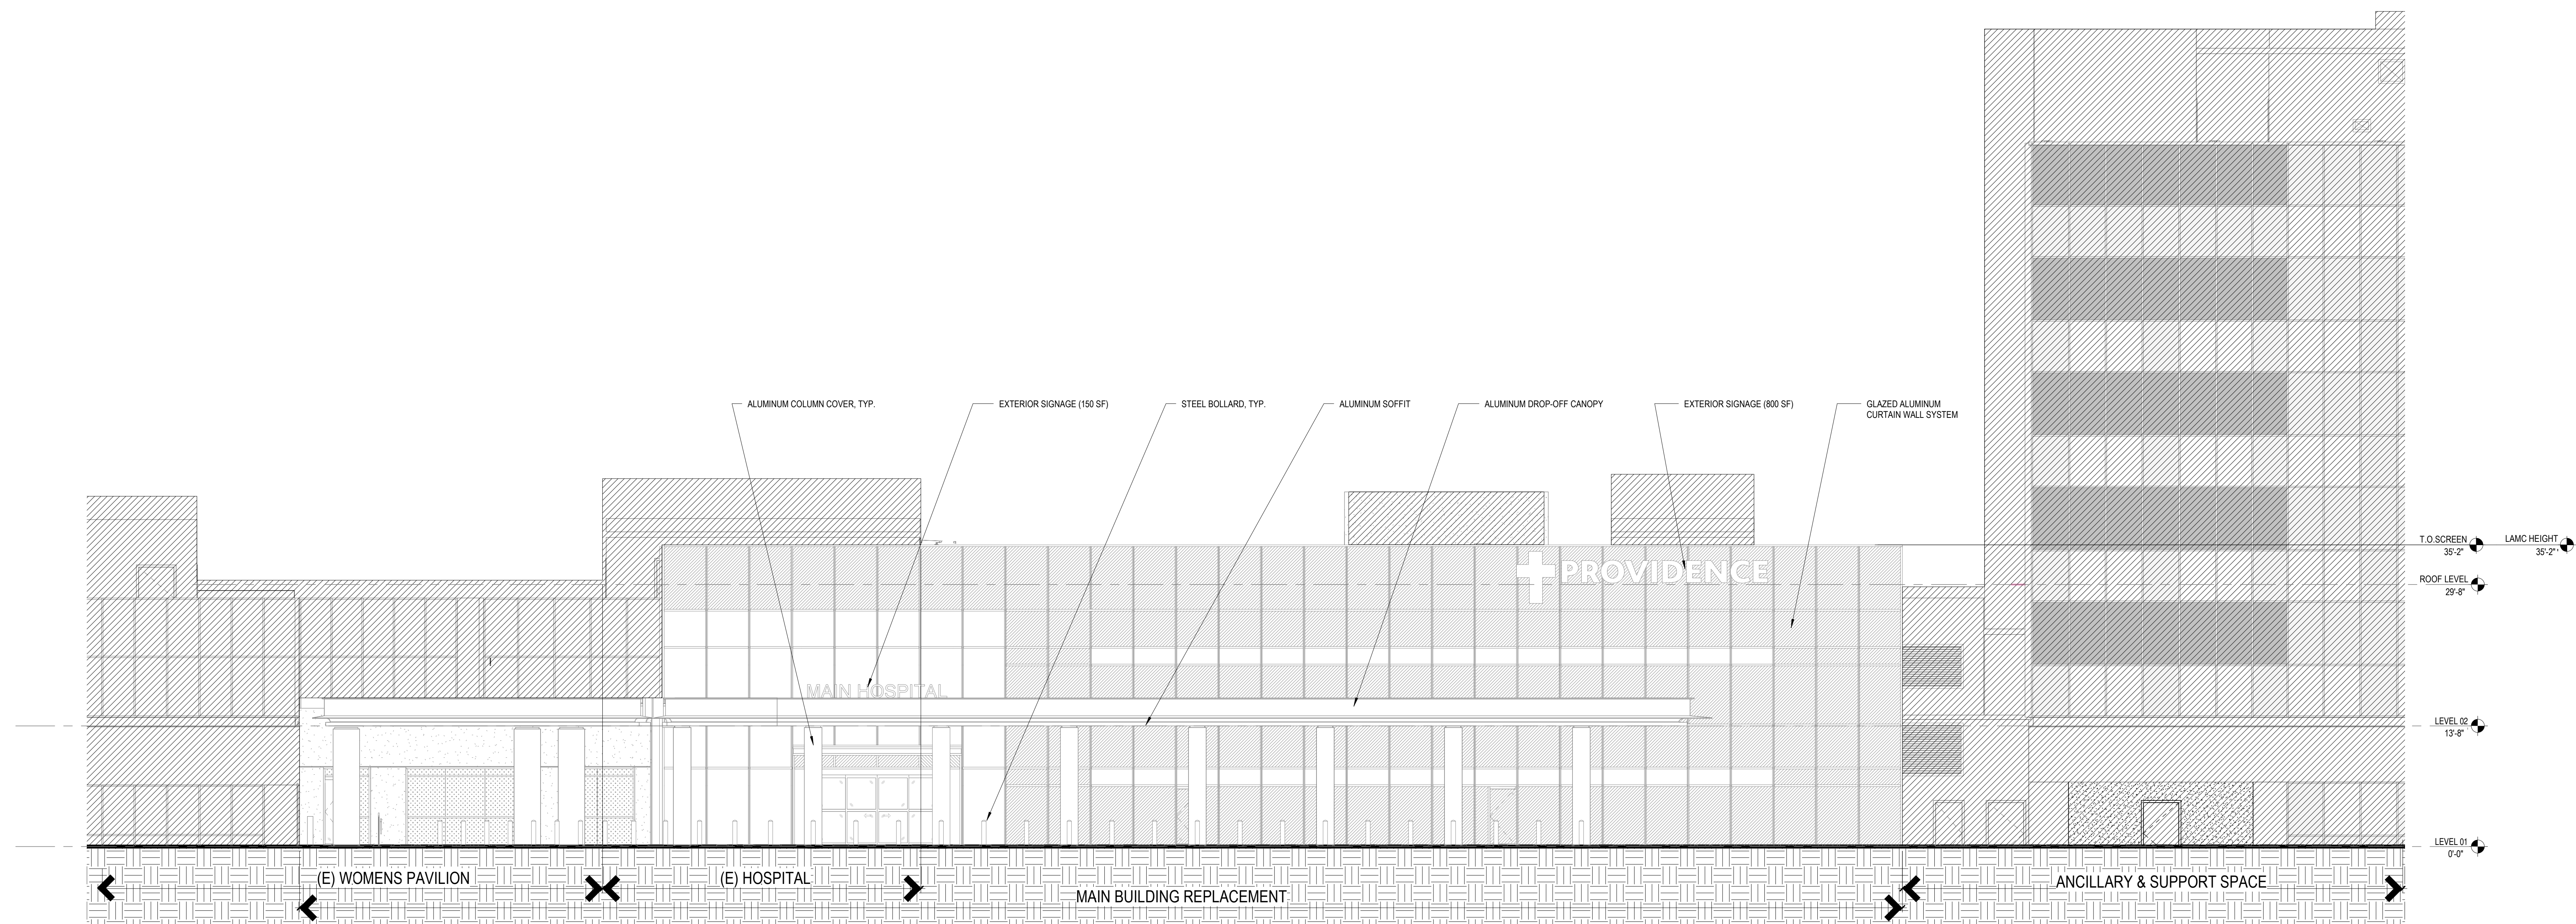 ALUMINUM COLUMN COVER, TYP.
EXTERIOR SIGNAGE (150 SF)
STEEL BOLLARD, TYP.
ALUMINUM SOFFIT
ALUMINUM DROP-OFF CANOPY
EXTERIOR SIGNAGE (800 SF)
GLAZED ALUMINUM
CURTAIN WALL SYSTEM
T.O.SCREEN
35'-2"
LAMC HEIGHT
35'-2"
PROVIDENCE
ROOF LEVEL
29'-8"
MAIN HOSPITAL
LEVEL 02
13'-8"
LEVEL 01
0'-0"
(E) WOMENS PAVILION
(E) HOSPITAL
MAIN BUILDING REPLACEMENT
ANCILLARY & SUPPORT SPACE